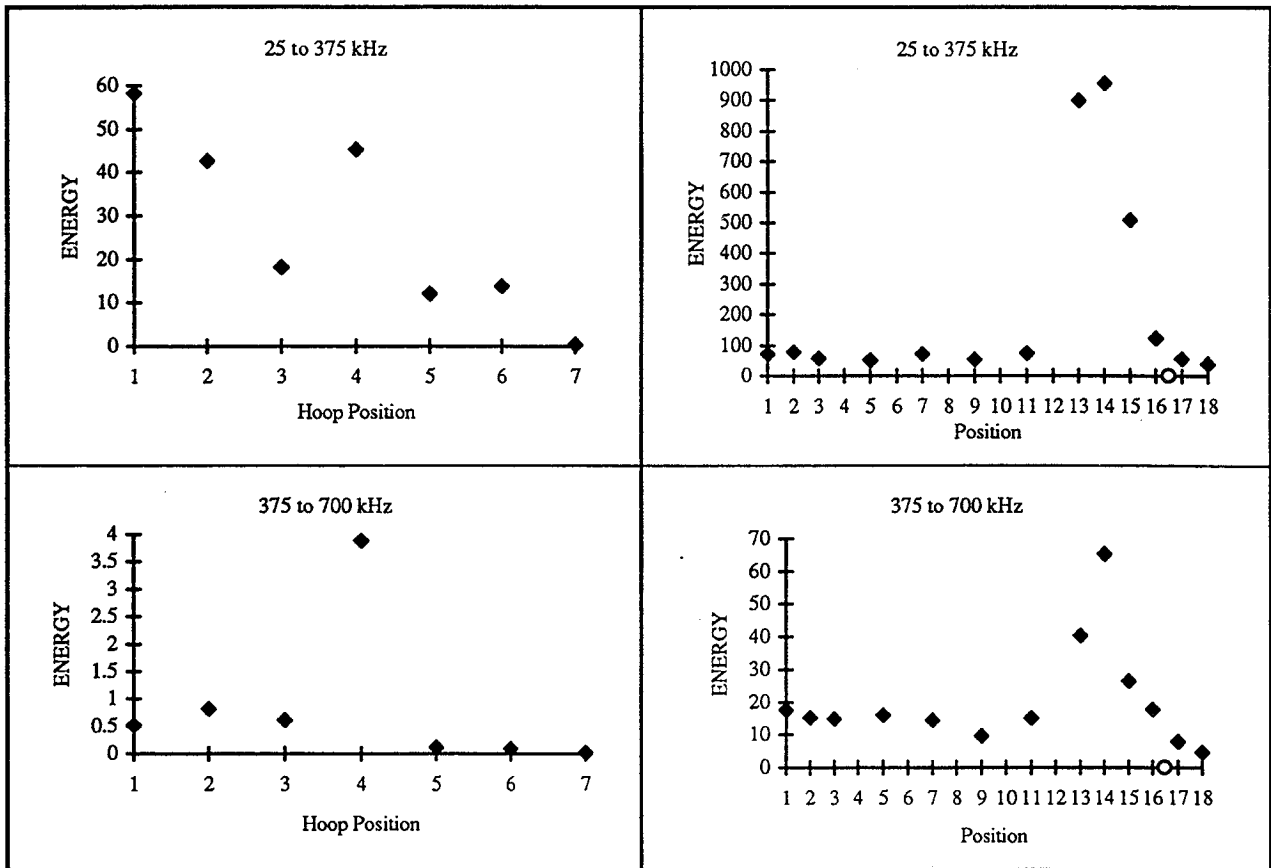 25 to 375 kHz
60
50
40
30
20
10
0
ENERGY
1 2 3 4 5 6 7
Hoop Position
25 to 375 kHz
1000
900
800
700
600
500
400
300
200
100
0
ENERGY
1 2 3 4 5 6 7 8 9 10 11 12 13 14 15 16 17 18
Position
375 to 700 kHz
4
3.5
3
2.5
2
1.5
1
0.5
0
ENERGY
1 2 3 4 5 6 7
Hoop Position
375 to 700 kHz
70
60
50
40
30
20
10
0
ENERGY
1 2 3 4 5 6 7 8 9 10 11 12 13 14 15 16 17 18
Position